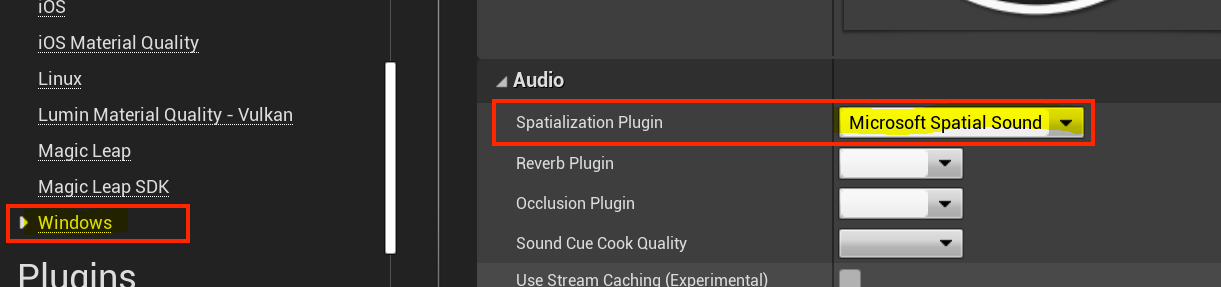 iOS
iOS Material Quality
Linux
Lumin Material Quality - Vulkan
Magic Leap
Magic Leap SDK
Windows
Plugins
Audio
Spatialization Plugin
Microsoft Spatial Sound
Reverb Plugin
Occlusion Plugin
Sound Cue Cook Quality
Use Stream Caching (Experimental)